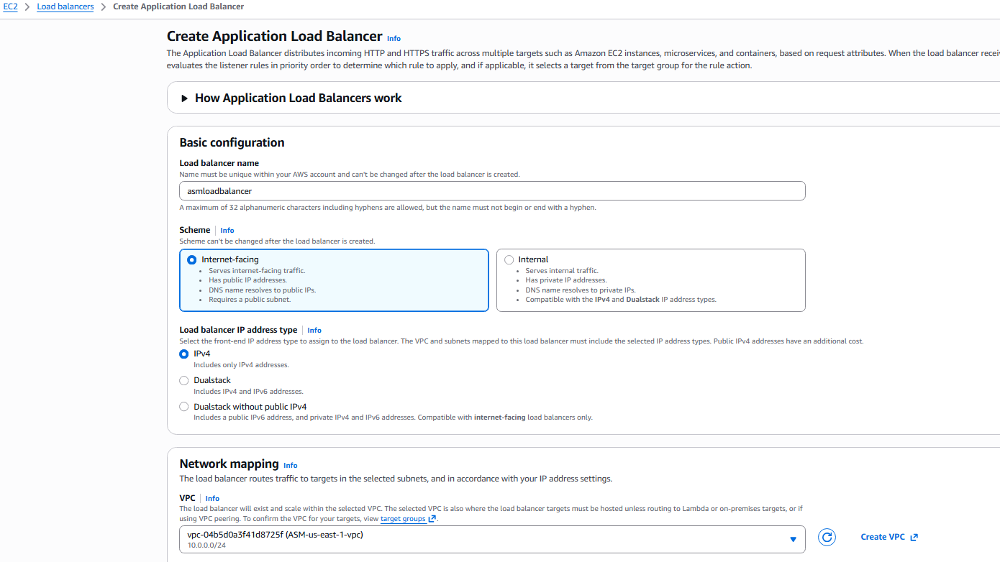 EC2 > Load balancers > Create Application Load Balancer
Create Application Load Balancer Info
The Application Load Balancer distributes incoming HTTP and HTTPS traffic across multiple targets such as Amazon EC2 instances, microservices, and containers, based on request attributes. When the load balancer
evaluates the listener rules in priority order to determine which rule to apply, and if applicable, it selects a target from the target group for the rule action.
How Application Load Balancers work
Basic configuration
Load balancer name
Name must be unique within your AWS account and can't be changed after the load balancer is created.
asmloadbalancer
A maximum of 32 alphanumeric characters including hyphens are allowed, but the name must not begin or end with a hyphen.
Scheme Info
Scheme can't be changed after the load balancer is created.
Internet-facing
• Serves internet-facing traffic.
• Has public IP addresses.
• DNS name resolves to public IPs.
• Requires a public subnet.
Internal
• Serves internal traffic.
• Has private IP addresses.
• DNS name resolves to private IPs.
• Compatible with the IPv4 and Dualstack IP address types.
Load balancer IP address type Info
Select the front-end IP address type to assign to the load balancer. The VPC and subnets mapped to this load balancer must include the selected IP address types. Public IPv4 addresses have an additional cost.
IPv4
Includes only IPv4 addresses.
Dualstack
Includes IPv4 and IPv6 addresses.
Dualstack without public IPv4
Includes a public IPv6 address, and private IPv4 and IPv6 addresses. Compatible with internet-facing load balancers only.
Network mapping Info
The load balancer routes traffic to targets in the selected subnets, and in accordance with your IP address settings.
VPC Info
The load balancer will exist and scale within the selected VPC. The selected VPC is also where the load balancer targets must be hosted unless routing to Lambda or on-premises targets, or if
using VPC peering. To confirm the VPC for your targets, view target groups.
vpc-04b5d0a3f41d8725f (ASM-us-east-1-vpc)
10.0.0.0/24
Create VPC